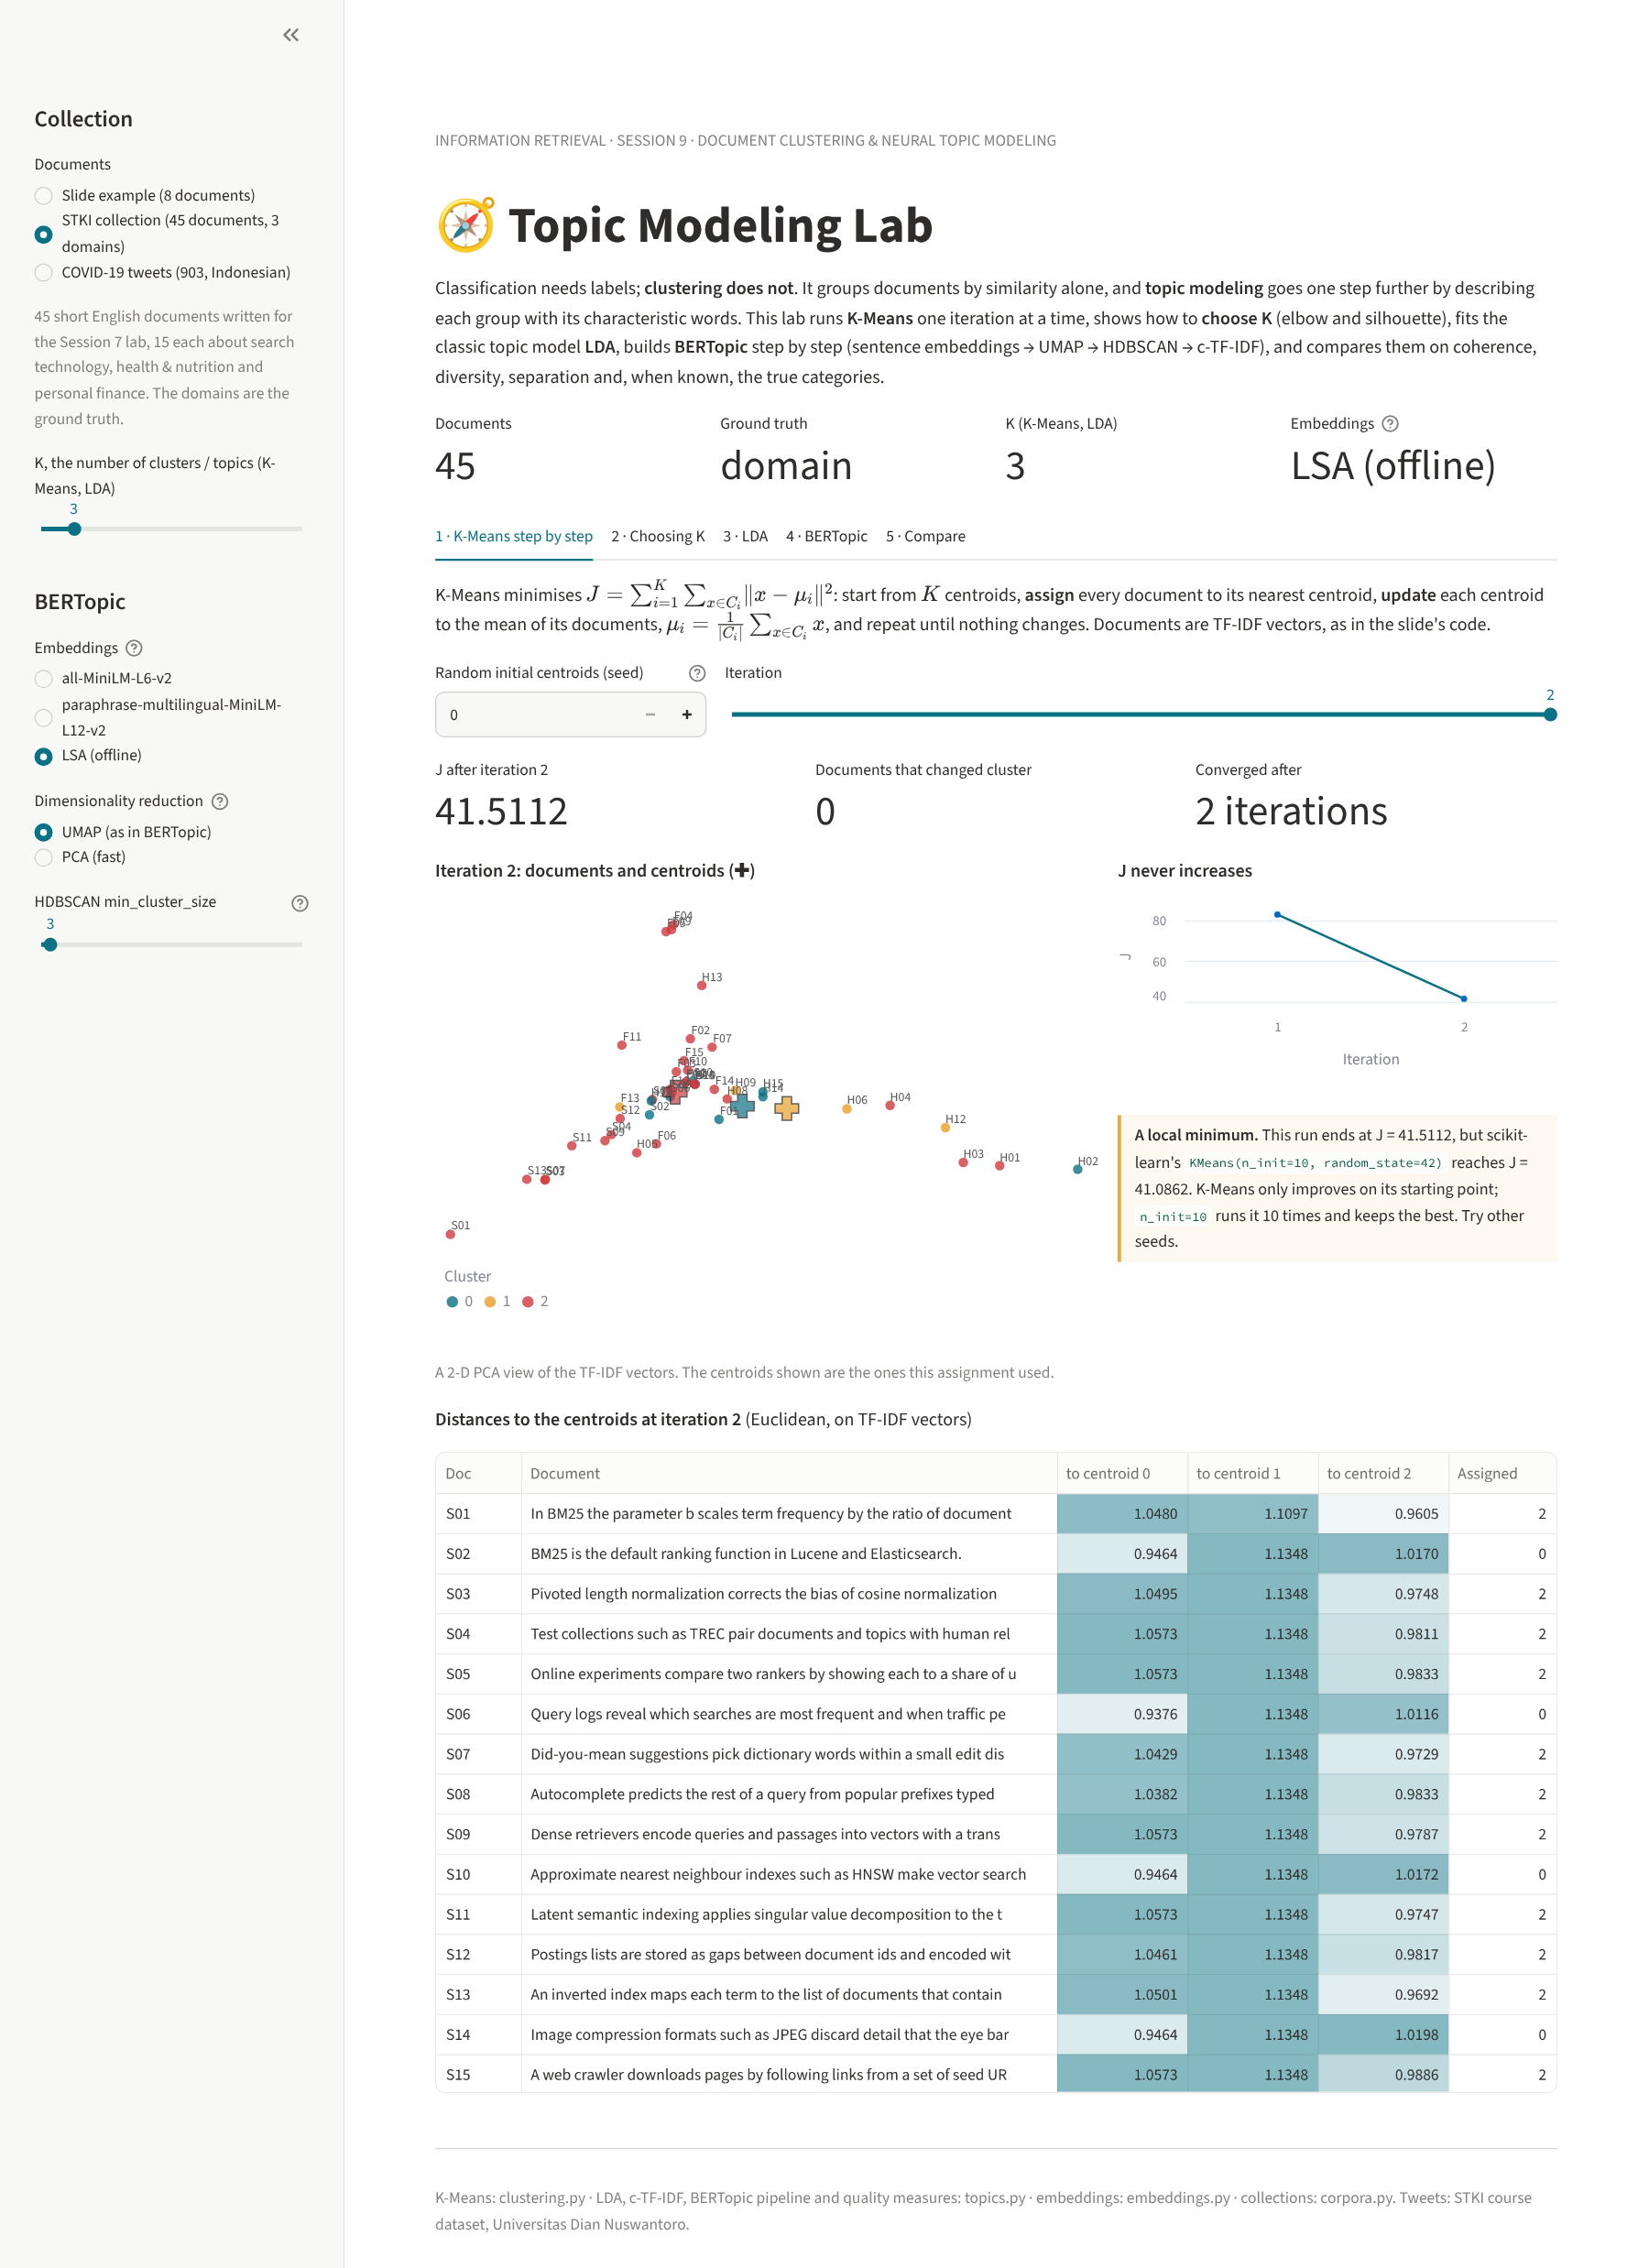 Collection
Documents
Slide example (8 documents)
STKI collection (45 documents, 3
domains)
COVID-19 tweets (903, Indonesian)
45 short English documents written for
the Session 7 lab, 15 each about search
technology, health & nutrition and
personal finance. The domains are the
ground truth.
K, the number of clusters / topics (K-
Means, LDA)
3
BERTopic
Embeddings
all-MiniLM-L6-v2
paraphrase-multilingual-MiniLM-
L12-v2
LSA (offline)
Dimensionality reduction
UMAP (as in BERTopic)
PCA (fast)
HDBSCAN min_cluster_size
3
INFORMATION RETRIEVAL · SESSION 9 · DOCUMENT CLUSTERING & NEURAL TOPIC MODELING
Topic Modeling Lab
Classification needs labels; clustering does not. It groups documents by similarity alone, and topic modeling goes one step further by describing
each group with its characteristic words. This lab runs K-Means one iteration at a time, shows how to choose K (elbow and silhouette), fits the
classic topic model LDA, builds BERTopic step by step (sentence embeddings → UMAP → HDBSCAN → c-TF-IDF), and compares them on coherence,
diversity, separation and, when known, the true categories.
Documents Ground truth K (K-Means, LDA) Embeddings
45 domain 3 LSA (offline)
1 · K-Means step by step 2 · Choosing K 3 · LDA 4 · BERTopic 5 · Compare
K-Means minimises J = ∑_{i=1}^{K} ∑_{x∈C_i} ‖x − μ_i‖²: start from K centroids, assign every document to its nearest centroid, update each centroid
to the mean of its documents, μ_i = 1/|C_i| ∑_{x∈C_i} x, and repeat until nothing changes. Documents are TF-IDF vectors, as in the slide's code.
Random initial centroids (seed) Iteration
0 − + 2
J after iteration 2 Documents that changed cluster Converged after
41.5112 0 2 iterations
Iteration 2: documents and centroids (✚)
F04
H13
F11
F02
F07
F15
F10
F14
H09
H15
H14
H08
F13
S12
S02
H06
H04
H12
S04
S09
S11
F06
H05
H03
H01
H02
S13
S01
Cluster
0 1 2
J never increases
80
60
40
J
1 2
Iteration
A local minimum. This run ends at J = 41.5112, but scikit-
learn's KMeans(n_init=10, random_state=42) reaches J =
41.0862. K-Means only improves on its starting point;
n_init=10 runs it 10 times and keeps the best. Try other
seeds.
A 2-D PCA view of the TF-IDF vectors. The centroids shown are the ones this assignment used.
Distances to the centroids at iteration 2 (Euclidean, on TF-IDF vectors)
Doc Document to centroid 0 to centroid 1 to centroid 2 Assigned
S01 In BM25 the parameter b scales term frequency by the ratio of document 1.0480 1.1097 0.9605 2
S02 BM25 is the default ranking function in Lucene and Elasticsearch. 0.9464 1.1348 1.0170 0
S03 Pivoted length normalization corrects the bias of cosine normalization 1.0495 1.1348 0.9748 2
S04 Test collections such as TREC pair documents and topics with human rel 1.0573 1.1348 0.9811 2
S05 Online experiments compare two rankers by showing each to a share of u 1.0573 1.1348 0.9833 2
S06 Query logs reveal which searches are most frequent and when traffic pe 0.9376 1.1348 1.0116 0
S07 Did-you-mean suggestions pick dictionary words within a small edit dis 1.0429 1.1348 0.9729 2
S08 Autocomplete predicts the rest of a query from popular prefixes typed 1.0382 1.1348 0.9833 2
S09 Dense retrievers encode queries and passages into vectors with a trans 1.0573 1.1348 0.9787 2
S10 Approximate nearest neighbour indexes such as HNSW make vector search 0.9464 1.1348 1.0172 0
S11 Latent semantic indexing applies singular value decomposition to the t 1.0573 1.1348 0.9747 2
S12 Postings lists are stored as gaps between document ids and encoded wit 1.0461 1.1348 0.9817 2
S13 An inverted index maps each term to the list of documents that contain 1.0501 1.1348 0.9692 2
S14 Image compression formats such as JPEG discard detail that the eye bar 0.9464 1.1348 1.0198 0
S15 A web crawler downloads pages by following links from a set of seed UR 1.0573 1.1348 0.9886 2
K-Means: clustering.py · LDA, c-TF-IDF, BERTopic pipeline and quality measures: topics.py · embeddings: embeddings.py · collections: corpora.py. Tweets: STKI course
dataset, Universitas Dian Nuswantoro.